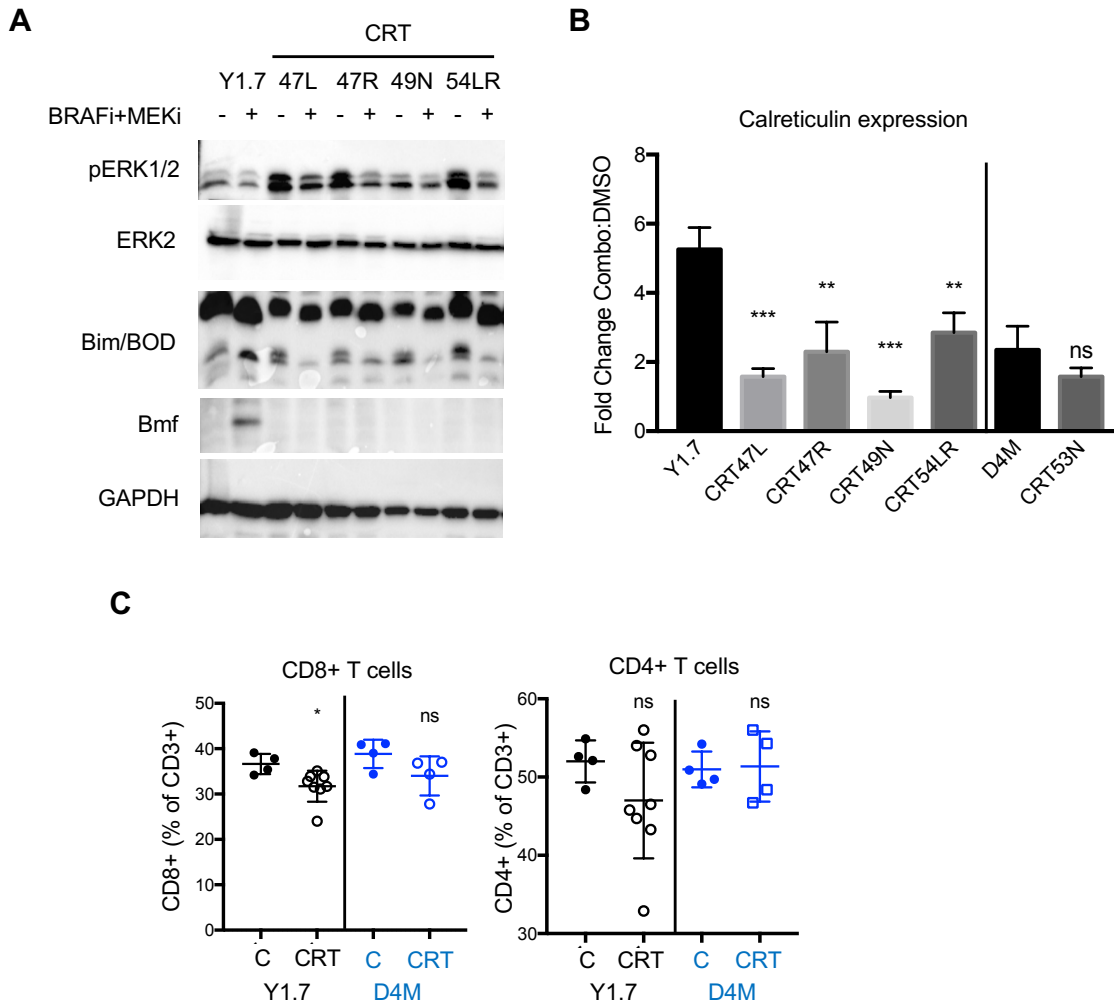 A
CRT
Y1.7 47L 47R 49N 54LR
BRAFi+MEKi - + - + - + - + - +
pERK1/2
ERK2
Bim/BOD
Bmf
GAPDH
B
Calreticulin expression
Fold Change Combo:DMSO
8
6
4
2
0
***
**
***
**
ns
Y1.7
CRT47L
CRT47R
CRT49N
CRT54LR
D4M
CRT53N
C
CD8+ T cells
CD8+ (% of CD3+)
50
40
30
20
10
0
*
ns
C CRT C CRT
Y1.7 D4M
CD4+ T cells
CD4+ (% of CD3+)
60
50
40
30
ns
ns
C CRT C CRT
Y1.7 D4M